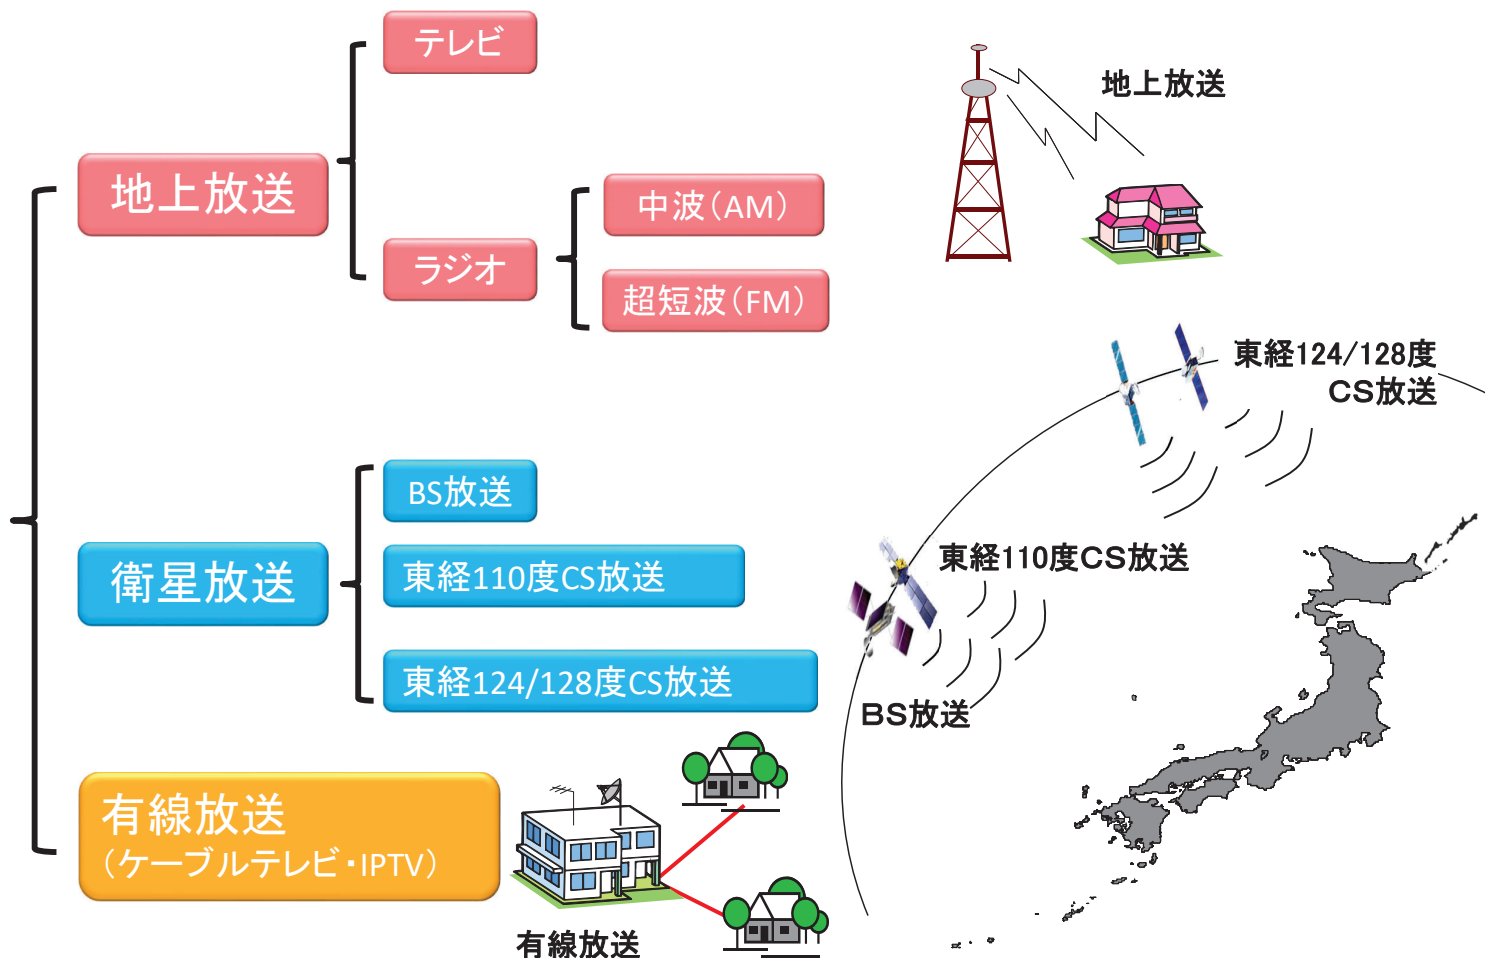 テレビ
地上放送
ラジオ
中波(AM)
超短波(FM)
BS放送
衛星放送
東経110度CS放送
東経124/128度CS放送
有線放送
(ケーブルテレビ・IPTV)
地上放送
東経124/128度
CS放送
東経110度CS放送
BS放送
有線放送